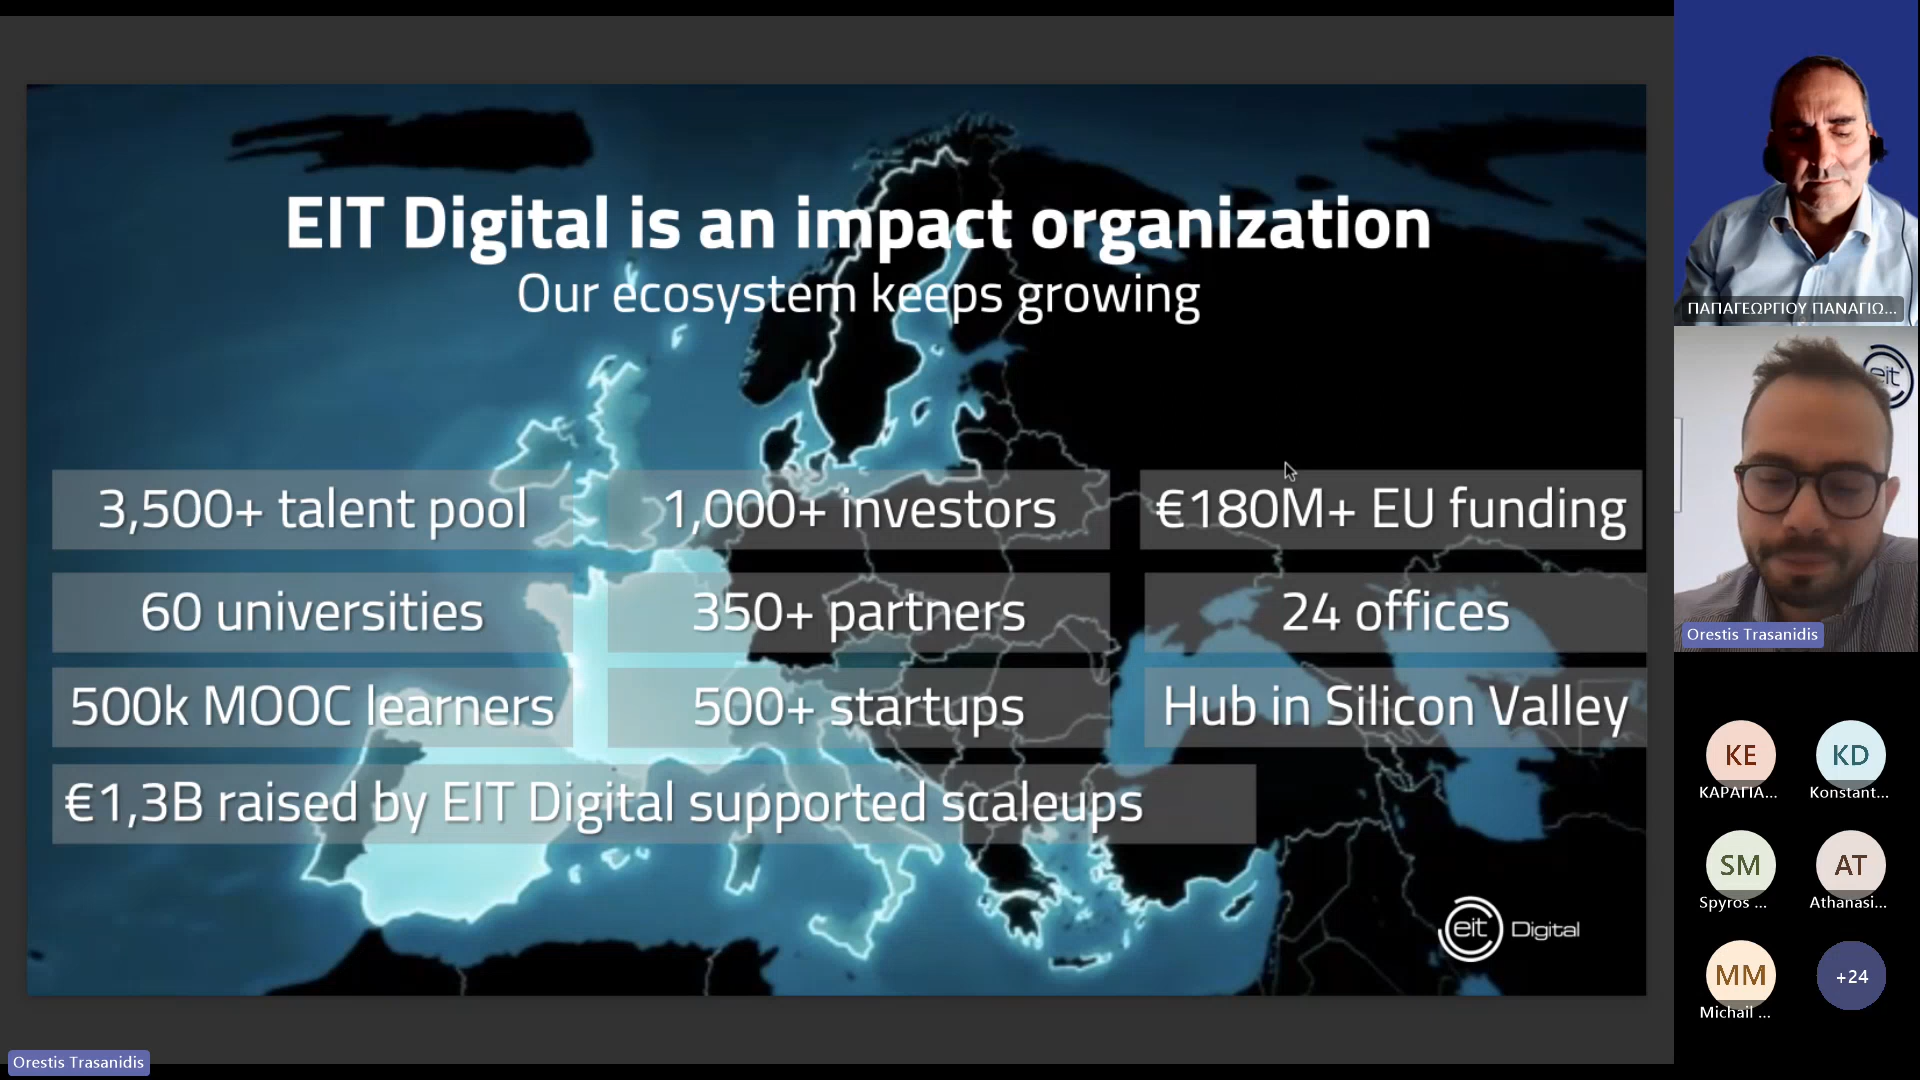 EIT Digital is an impact organization
Our ecosystem keeps growing
3,500+ talent pool
1,000+ investors
€180M+ EU funding
60 universities
350+ partners
24 offices
500k MOOC learners
500+ startups
Hub in Silicon Valley
€1,3B raised by EIT Digital supported scaleups
eit Digital
Orestis Trasanidis
ΠΑΠΑΓΕΩΡΓΙΟΥ ΠΑΝΑΓΙΩ...
eit
Orestis Trasanidis
KE
ΚΑΡΑΓΙΑ...
KD
Konstant...
SM
Spyros ...
AT
Athanasi...
MM
Michail ...
+24